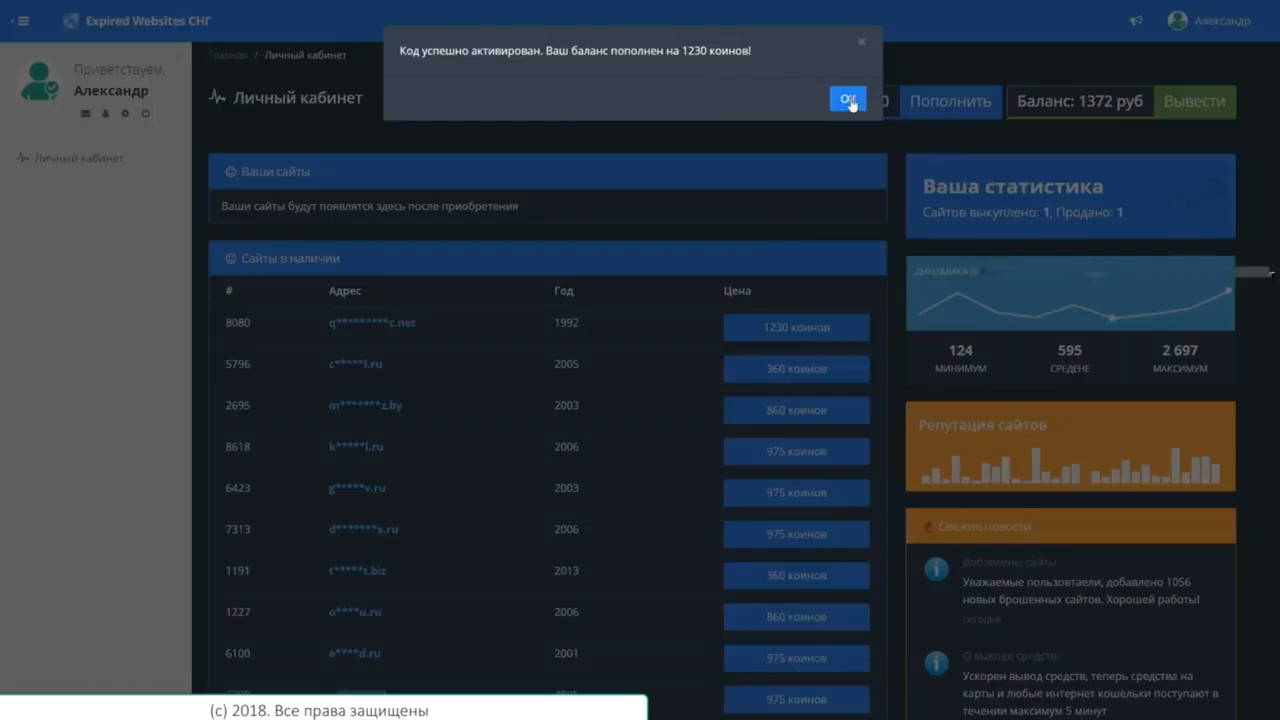 Expired Websites СНГ
Александр
Код успешно активирован. Ваш баланс пополнен на 1230 коинов!
×
OK
Приветствуем,
Александр
Личный кабинет
Главная / Личный кабинет
Личный кабинет
0
Пополнить
Баланс: 1372 руб
Вывести
Ваши сайты
Ваши сайты будут появлятся здесь после приобретения
Сайты в наличии
# Адрес Год Цена
8080 q*********c.net 1992 1230 коинов
5796 c*****l.ru 2005 360 коинов
2695 m*******z.by 2003 860 коинов
8618 k*****l.ru 2006 975 коинов
6423 g*****v.ru 2003 975 коинов
7313 d*******x.ru 2006 975 коинов
1191 t*****t.biz 2013 360 коинов
1227 o****u.ru 2006 860 коинов
6100 e****d.ru 2001 975 коинов
975 коинов
Ваша статистика
Сайтов выкуплено: 1, Продано: 1
ДИНАМИКА
124 595 2 697
МИНИМУМ СРЕДЕНЕ МАКСИМУМ
Репутация сайтов
Свежие новости
Добавлены сайты
Уважаемые пользовтаели, добавлено 1056
новых брошенных сайтов. Хорошей работы!
сегодня
О выводе средств
Ускорен вывод средств, теперь средства на
карты и любые интернет кошельки поступают в
течении максимум 5 минут
(c) 2018. Все права защищены